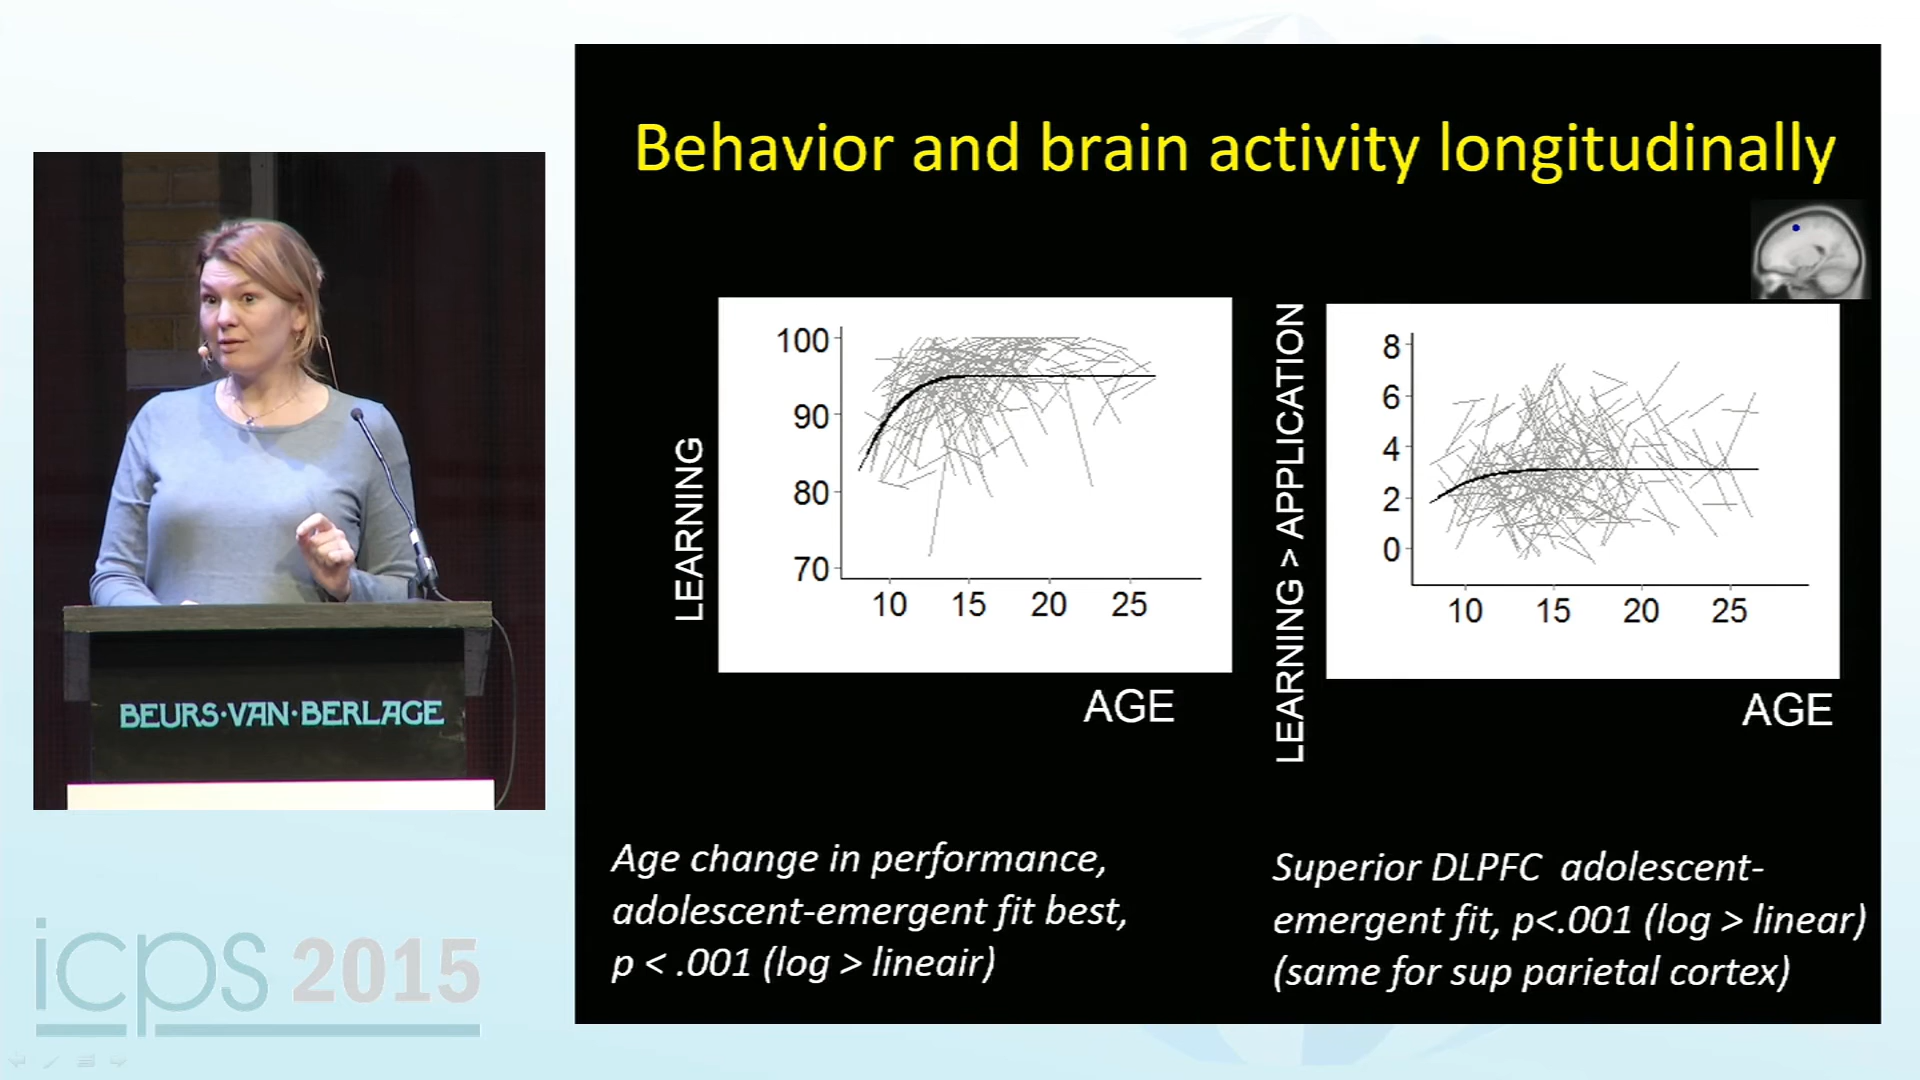 Behavior and brain activity longitudinally
LEARNING
100
90
80
70
10 15 20 25
AGE
LEARNING > APPLICATION
8
6
4
2
0
10 15 20 25
AGE
Age change in performance,
adolescent-emergent fit best,
p < .001 (log > lineair)
Superior DLPFC adolescent-
emergent fit, p<.001 (log > linear)
(same for sup parietal cortex)
BEURS·VAN·BERLAGE
icps 2015